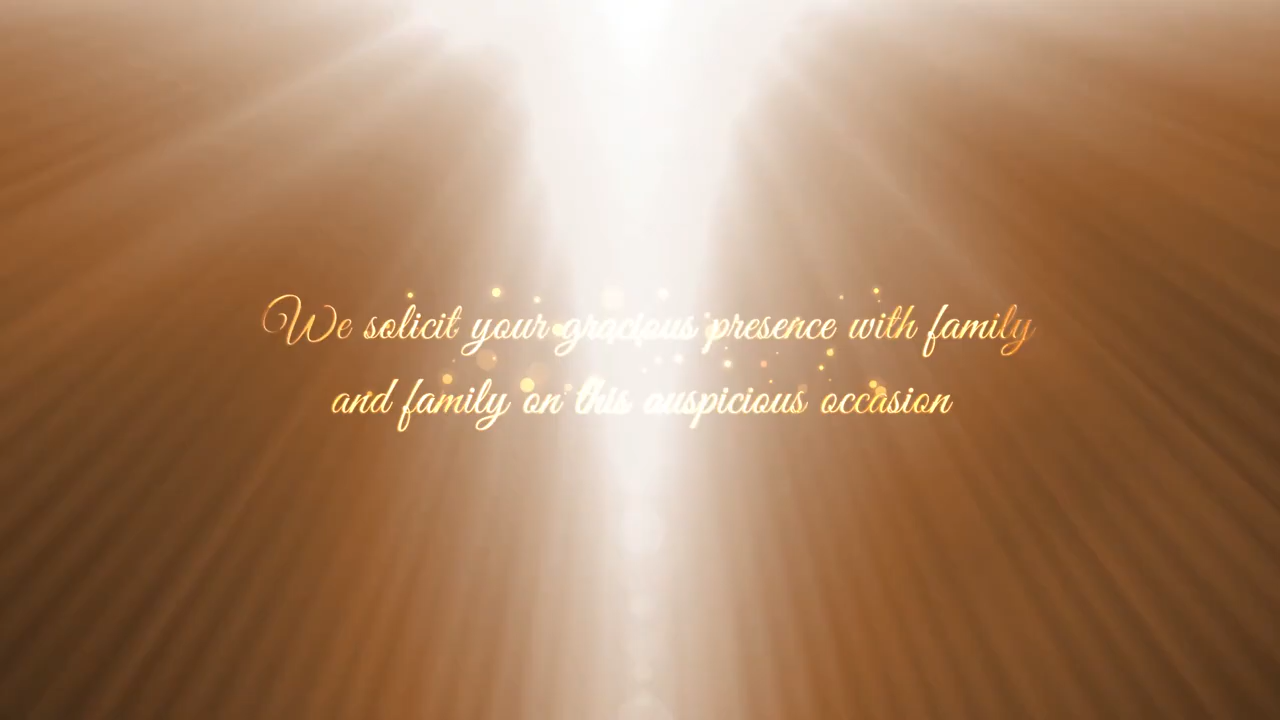 We solicit your gracious presence with family
and family on this auspicious occasion